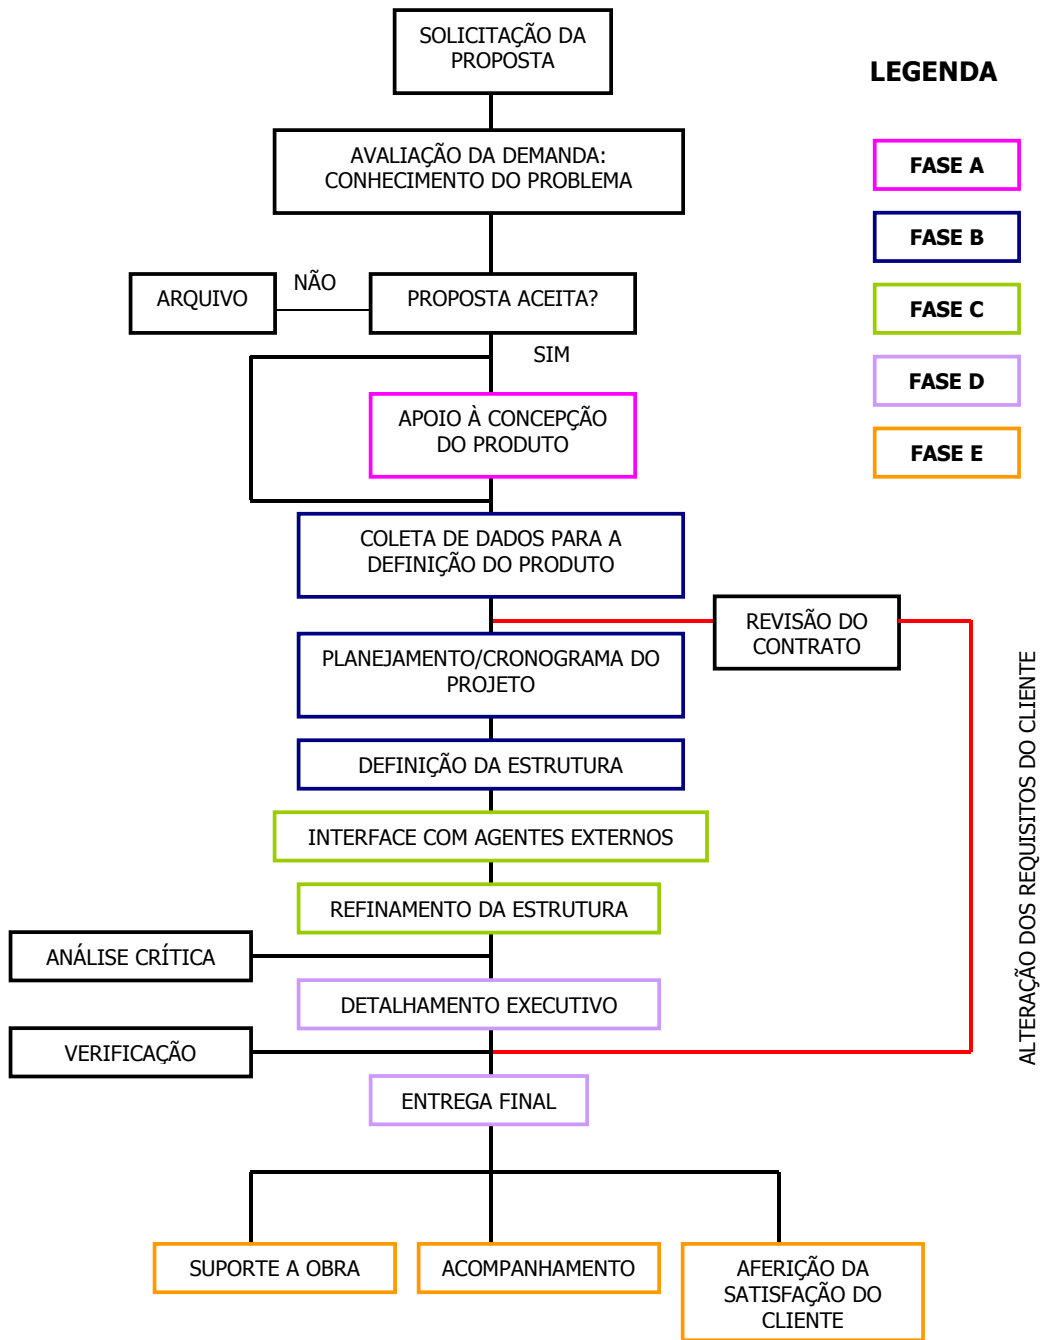 SOLICITAÇÃO DA
PROPOSTA
LEGENDA
AVALIAÇÃO DA DEMANDA:
CONHECIMENTO DO PROBLEMA
FASE A
FASE B
ARQUIVO
NÃO
PROPOSTA ACEITA?
FASE C
SIM
FASE D
APOIO À CONCEPÇÃO
DO PRODUTO
FASE E
COLETA DE DADOS PARA A
DEFINIÇÃO DO PRODUTO
REVISÃO DO
CONTRATO
PLANEJAMENTO/CRONOGRAMA DO
PROJETO
ALTERAÇÃO DOS REQUISITOS DO CLIENTE
DEFINIÇÃO DA ESTRUTURA
INTERFACE COM AGENTES EXTERNOS
REFINAMENTO DA ESTRUTURA
ANÁLISE CRÍTICA
DETALHAMENTO EXECUTIVO
VERIFICAÇÃO
ENTREGA FINAL
SUPORTE A OBRA
ACOMPANHAMENTO
AFERIÇÃO DA
SATISFAÇÃO DO
CLIENTE